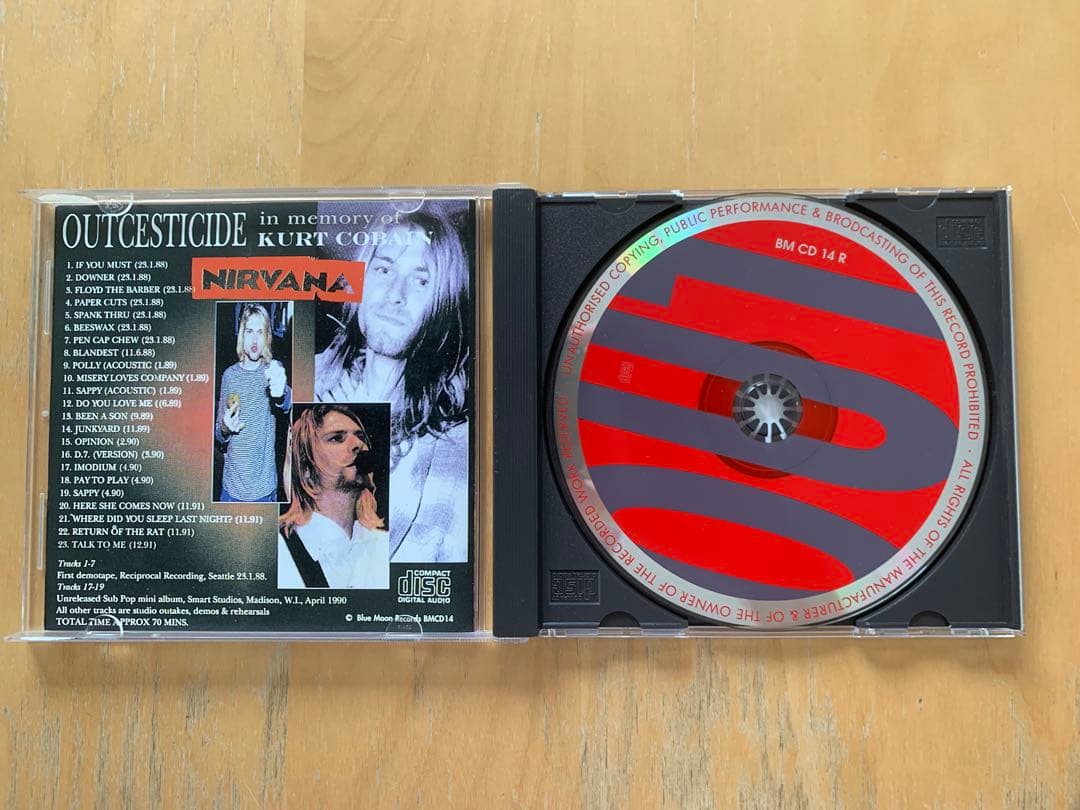 OUTCESTICIDE in memory of
KURT COBAIN
NIRVANA
1. IF YOU MUST (23.1.88)
2. DOWNER (23.1.88)
3. FLOYD THE BARBER (23.1.88)
4. PAPER CUTS (23.1.88)
5. SPANK THRU (23.1.88)
6. BEESWAX (23.1.88)
7. PEN CAP CHEW (23.1.88)
8. BLANDEST (11.6.88)
9. POLLY (ACOUSTIC (1.89)
10. MISERY LOVES COMPANY (1.89)
11. SAPPY (ACOUSTIC) (1.89)
12. DO YOU LOVE ME ((6.89)
13. BEEN A SON (9.89)
14. JUNKYARD (11.89)
15. OPINION (2.90)
16. D.7. (VERSION) (3.90)
17. IMODIUM (4.90)
18. PAY TO PLAY (4.90)
19. SAPPY (4.90)
20. HERE SHE COMES NOW (11.91)
21. WHERE DID YOU SLEEP LAST NIGHT? (11.91)
22. RETURN OF THE RAT (11.91)
23. TALK TO ME (12.91)
Tracks 1-7
First demotape, Reciprocal Recording, Seattle 23.1.88.
Tracks 17-19
Unreleased Sub Pop mini album, Smart Studios, Madison, W.I., April 1990
All other tracks are studio outakes, demos & rehersals
TOTAL TIME APPROX 70 MINS.
COMPACT
disc
DIGITAL AUDIO
© Blue Moon Records BMCD14
BM CD 14 R
UNAUTHORISED COPYING, PUBLIC PERFORMANCE & BRODCASTING OF THIS RECORD PROHIBITED · ALL RIGHTS OF THE MANUFACTURER & OF THE OWNER OF THE RECORDED WORK RESERVED